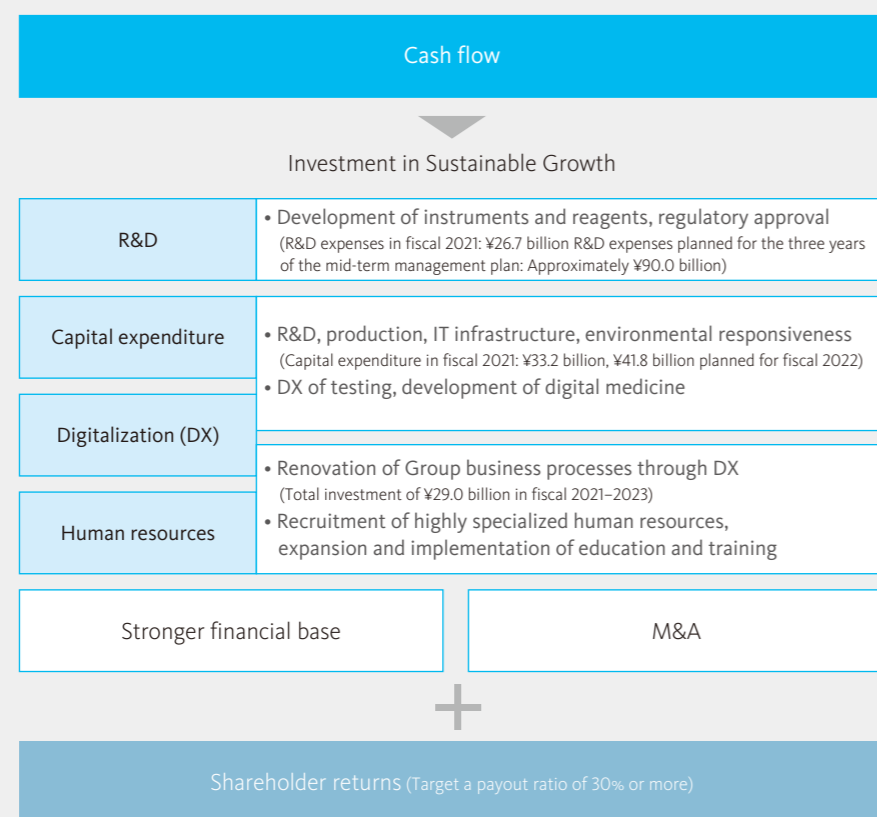 Cash flow
Investment in Sustainable Growth
R&D
• Development of instruments and reagents, regulatory approval
(R&D expenses in fiscal 2021: ¥26.7 billion R&D expenses planned for the three years
of the mid-term management plan: Approximately ¥90.0 billion)
Capital expenditure
• R&D, production, IT infrastructure, environmental responsiveness
(Capital expenditure in fiscal 2021: ¥33.2 billion, ¥41.8 billion planned for fiscal 2022)
• DX of testing, development of digital medicine
Digitalization (DX)
• Renovation of Group business processes through DX
(Total investment of ¥29.0 billion in fiscal 2021–2023)
Human resources
• Recruitment of highly specialized human resources,
expansion and implementation of education and training
Stronger financial base
M&A
+
Shareholder returns (Target a payout ratio of 30% or more)